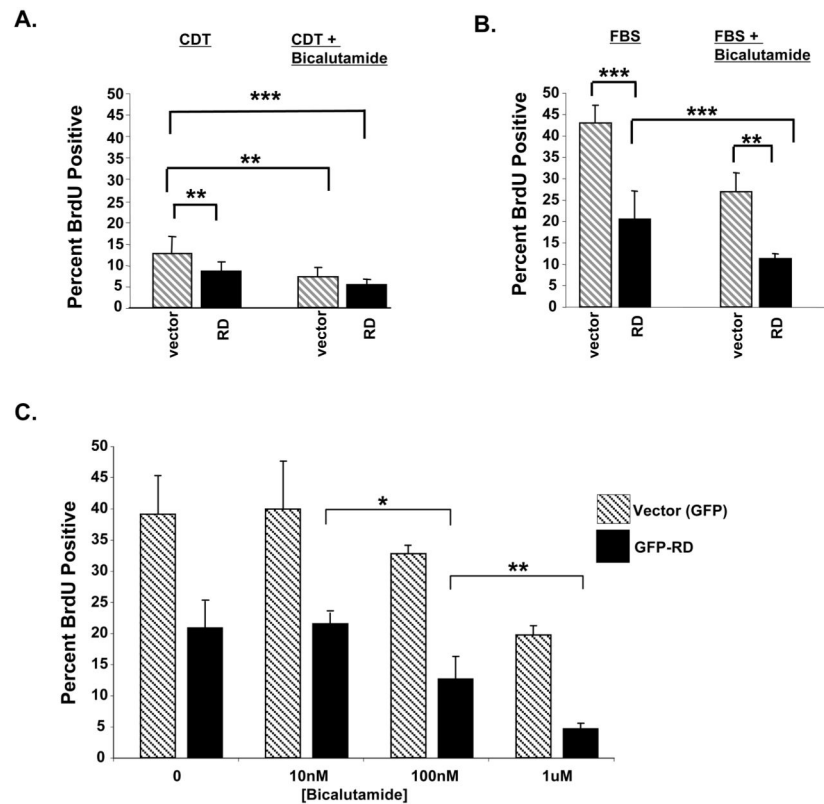 A.
CDT
CDT +
Bicalutamide
Percent BrdU Positive
50
45
40
35
30
25
20
15
10
5
0
***
**
**
vector
RD
vector
RD
B.
FBS
FBS +
Bicalutamide
Percent BrdU Positive
50
45
40
35
30
25
20
15
10
5
0
***
***
**
vector
RD
vector
RD
C.
Percent BrdU Positive
50
45
40
35
30
25
20
15
10
5
0
*
**
Vector (GFP)
GFP-RD
0
10nM
100nM
1uM
[Bicalutamide]